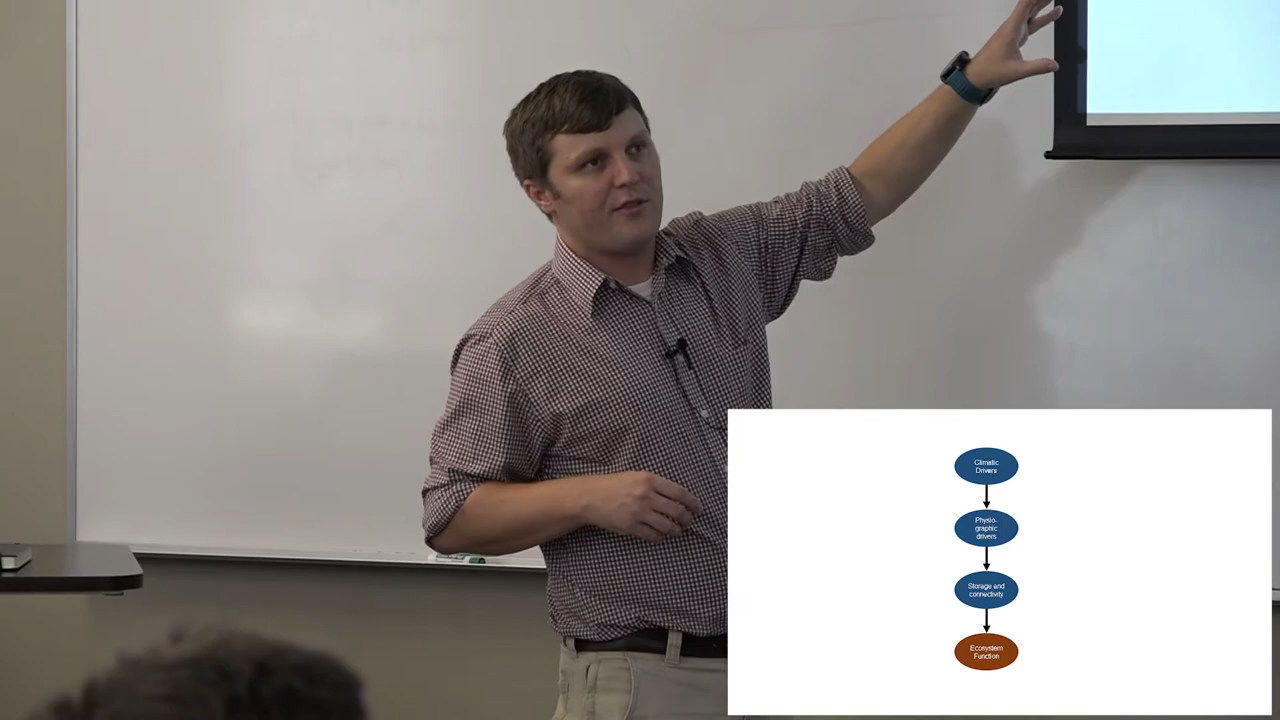 Climatic
Drivers
Physio-
graphic
drivers
Storage and
connectivity
Ecosystem
Function